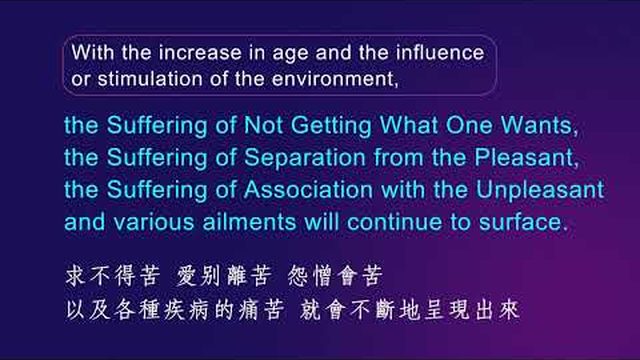 With the increase in age and the influence
or stimulation of the environment,
the Suffering of Not Getting What One Wants,
the Suffering of Separation from the Pleasant,
the Suffering of Association with the Unpleasant
and various ailments will continue to surface.
求不得苦 愛別離苦 怨憎會苦
以及各種疾病的痛苦 就會不斷地呈現出來